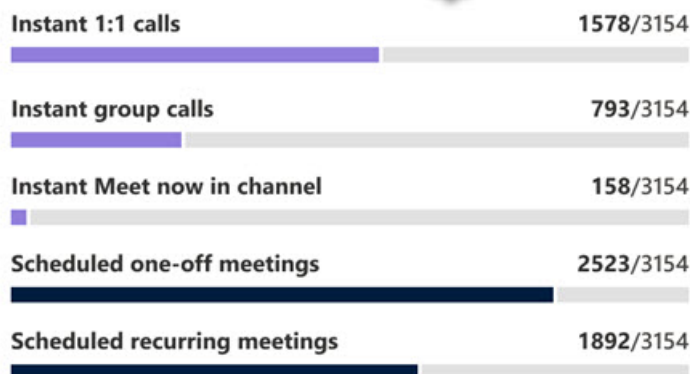 Instant 1:1 calls 1578/3154
Instant group calls 793/3154
Instant Meet now in channel 158/3154
Scheduled one-off meetings 2523/3154
Scheduled recurring meetings 1892/3154